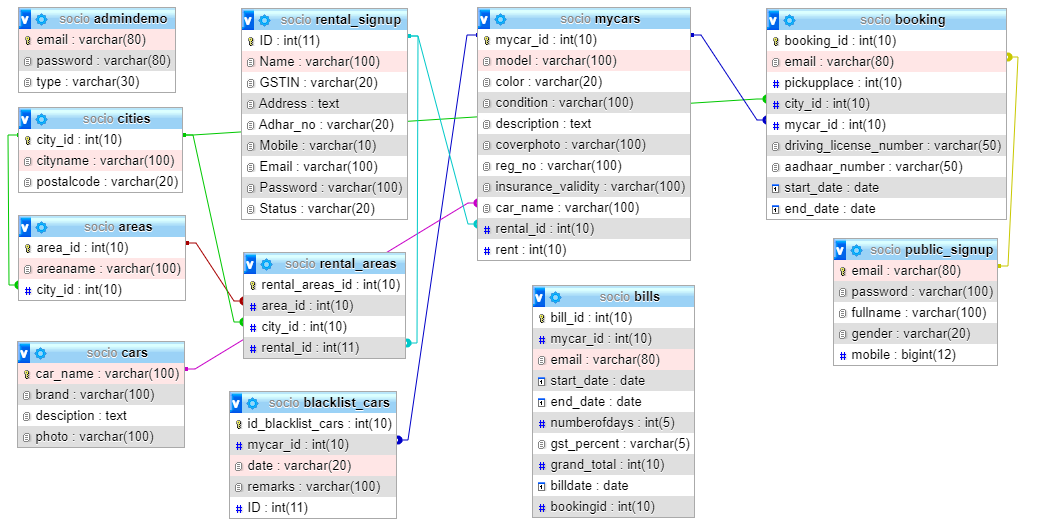 socio admindemo
email : varchar(80)
password : varchar(80)
type : varchar(30)
socio cities
city_id : int(10)
cityname : varchar(100)
postalcode : varchar(20)
socio areas
area_id : int(10)
areaname : varchar(100)
city_id : int(10)
socio cars
car_name : varchar(100)
brand : varchar(100)
desciption : text
photo : varchar(100)
socio rental_signup
ID : int(11)
Name : varchar(100)
GSTIN : varchar(20)
Address : text
Adhar_no : varchar(20)
Mobile : varchar(10)
Email : varchar(100)
Password : varchar(100)
Status : varchar(20)
socio rental_areas
rental_areas_id : int(10)
area_id : int(10)
city_id : int(10)
rental_id : int(11)
socio blacklist_cars
id_blacklist_cars : int(10)
mycar_id : int(10)
date : varchar(20)
remarks : varchar(100)
ID : int(11)
socio mycars
mycar_id : int(10)
model : varchar(100)
color : varchar(20)
condition : varchar(100)
description : text
coverphoto : varchar(100)
reg_no : varchar(100)
insurance_validity : varchar(100)
car_name : varchar(100)
rental_id : int(10)
rent : int(10)
socio bills
bill_id : int(10)
mycar_id : int(10)
email : varchar(80)
start_date : date
end_date : date
numberofdays : int(5)
gst_percent : varchar(5)
grand_total : int(10)
billdate : date
bookingid : int(10)
socio booking
booking_id : int(10)
email : varchar(80)
pickupplace : int(10)
city_id : int(10)
mycar_id : int(10)
driving_license_number : varchar(50)
aadhaar_number : varchar(50)
start_date : date
end_date : date
socio public_signup
email : varchar(80)
password : varchar(100)
fullname : varchar(100)
gender : varchar(20)
mobile : bigint(12)